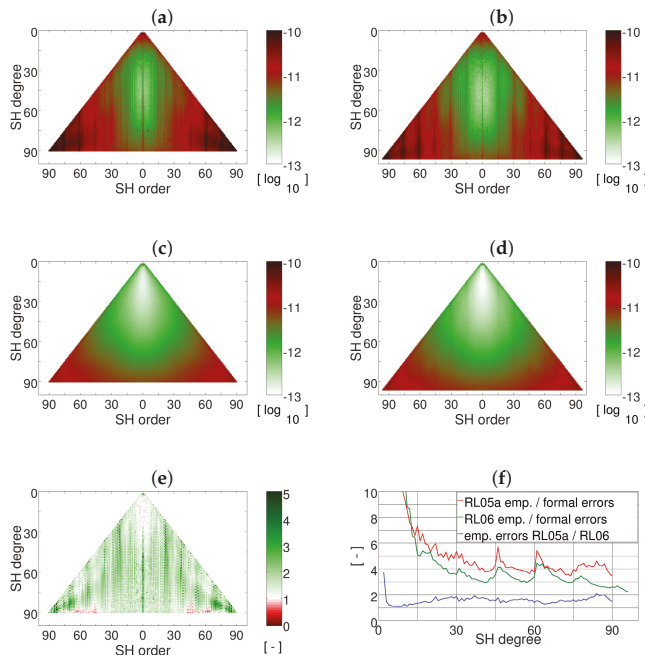 (a)
(b)
SH degree
0
30
60
90
90 60 30 0 30 60 90
SH order
-10
-11
-12
-13
[ log 10 ]
SH degree
0
30
60
90
90 60 30 0 30 60 90
SH order
-10
-11
-12
-13
[ log 10 ]
(c)
(d)
SH degree
0
30
60
90
90 60 30 0 30 60 90
SH order
-10
-11
-12
-13
[ log 10 ]
SH degree
0
30
60
90
90 60 30 0 30 60 90
SH order
-10
-11
-12
-13
[ log 10 ]
(e)
(f)
SH degree
0
30
60
90
90 60 30 0 30 60 90
SH order
5
4
3
2
1
0
[ - ]
[ - ]
10
8
6
4
2
0
RL05a emp. / formal errors
RL06 emp. / formal errors
emp. errors RL05a / RL06
0 30 60 90
SH degree